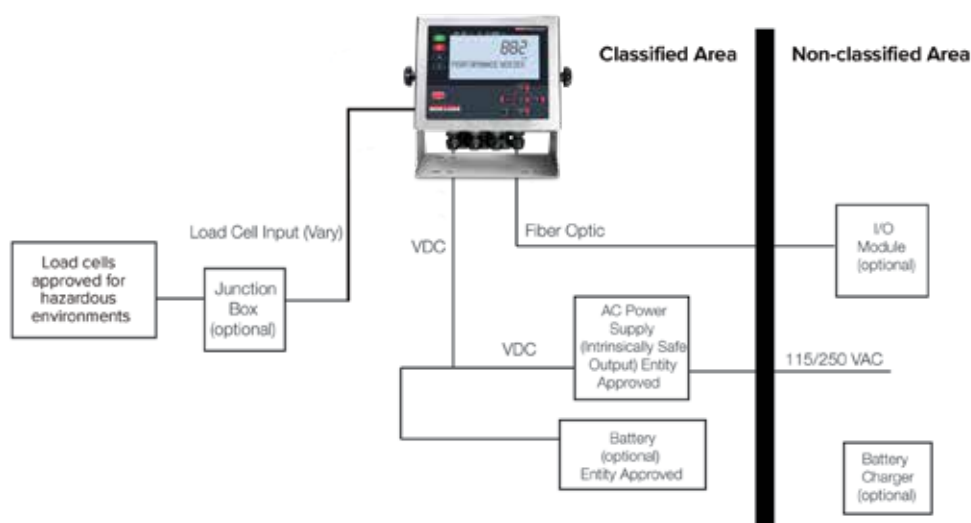 882
Classified Area
Non-classified Area
Load Cell Input (Vary)
VDC
Fiber Optic
I/O
Module
(optional)
Load cells
approved for
hazardous
environments
Junction
Box
(optional)
VDC
AC Power
Supply
(Intrinsically Safe
Output) Entity
Approved
115/250 VAC
Battery
(optional)
Entity Approved
Battery
Charger
(optional)